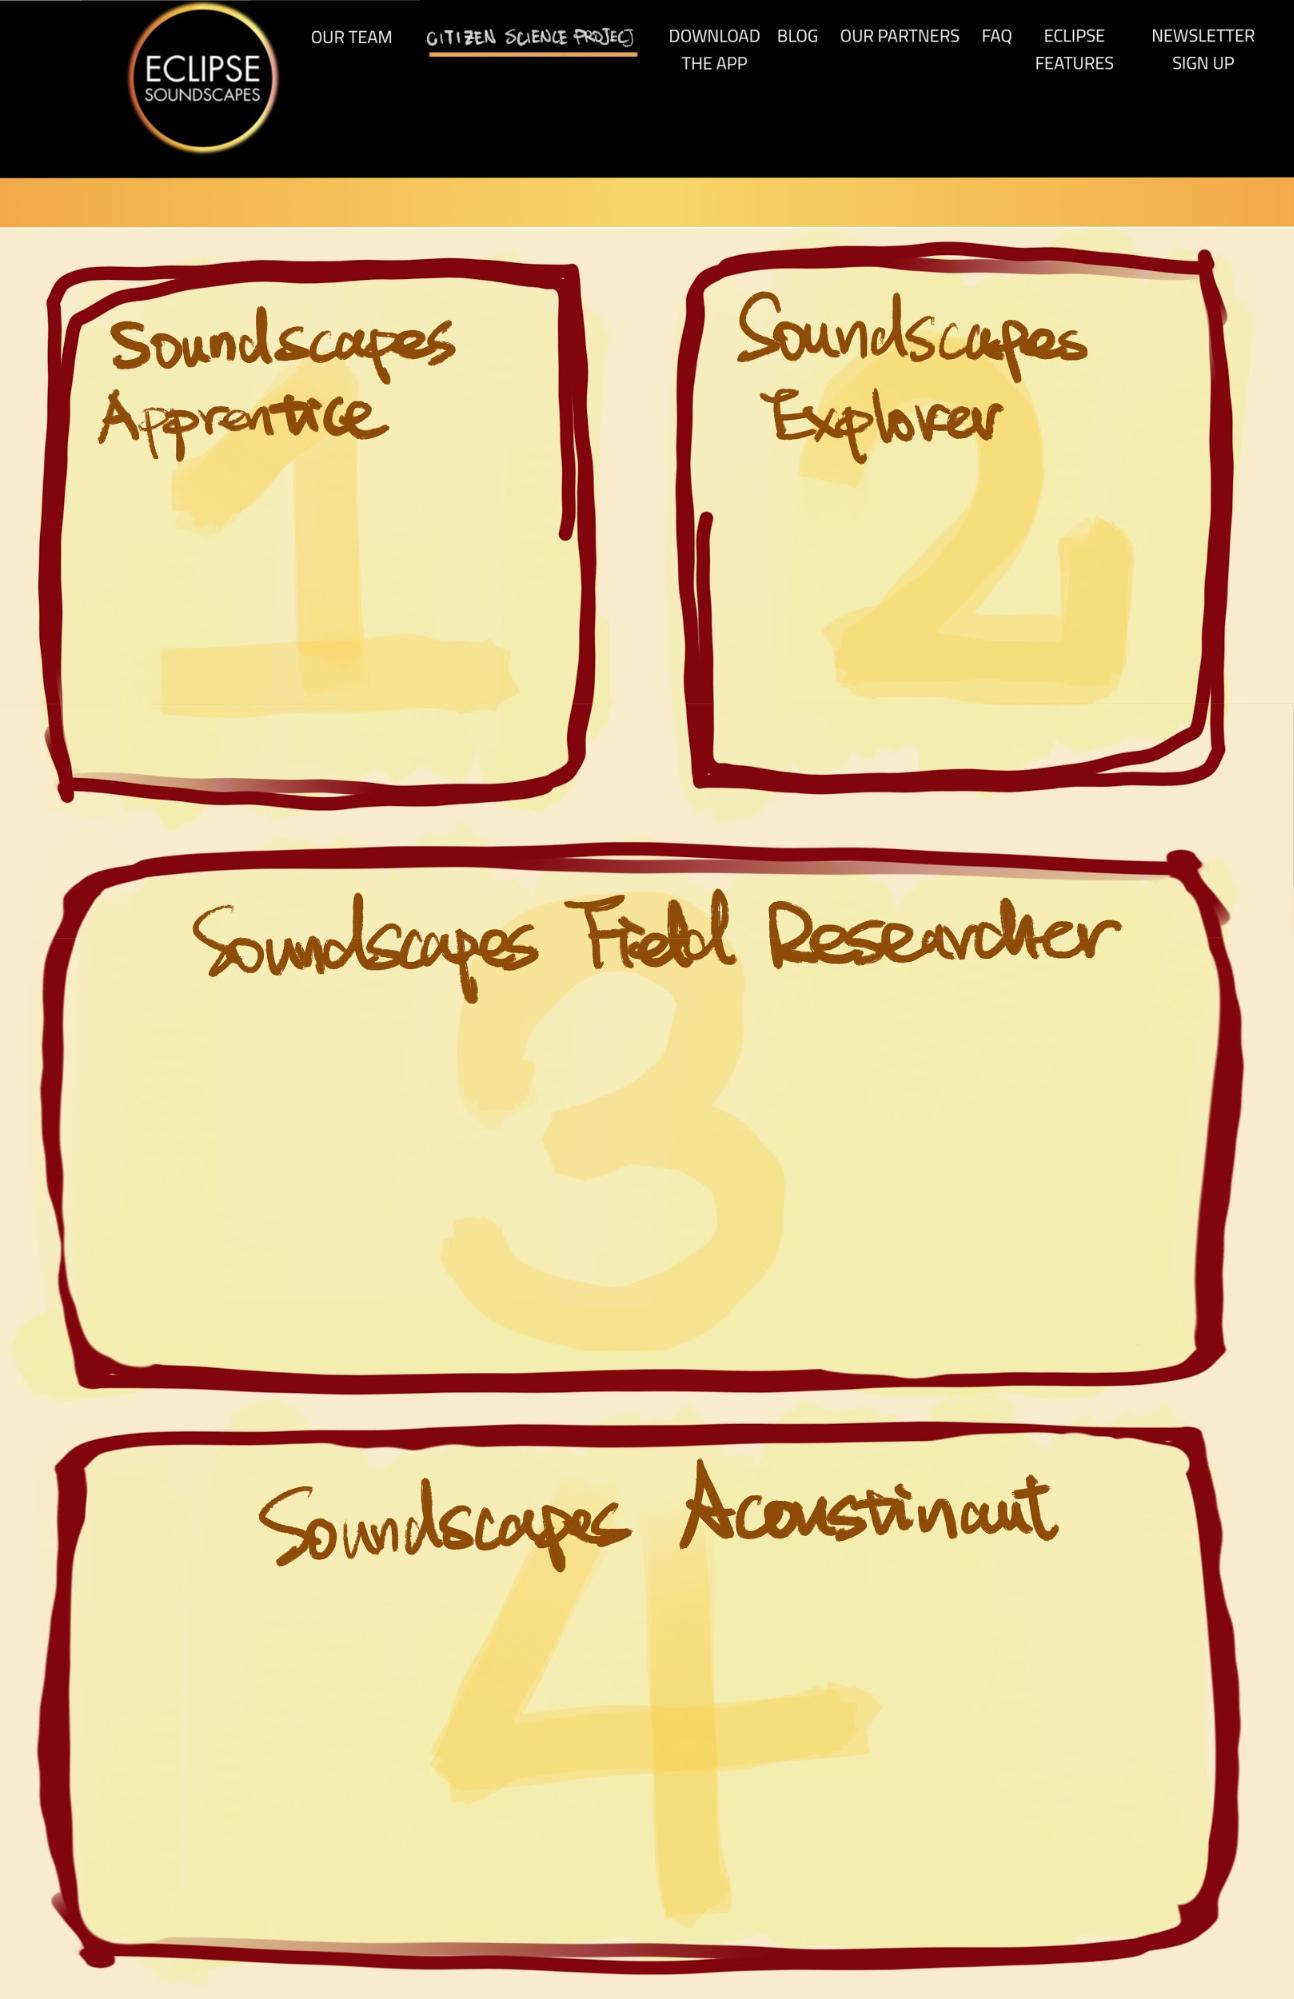 ECLIPSE
SOUNDSCAPES
OUR TEAM
CITIZEN SCIENCE PROJECT
DOWNLOAD
THE APP
BLOG
OUR PARTNERS
FAQ
ECLIPSE
FEATURES
NEWSLETTER
SIGN UP
Soundscapes
Apprentice
1
Soundscapes
Explorer
2
Soundscapes Field Researcher
3
Soundscapes Acoustinaut
4